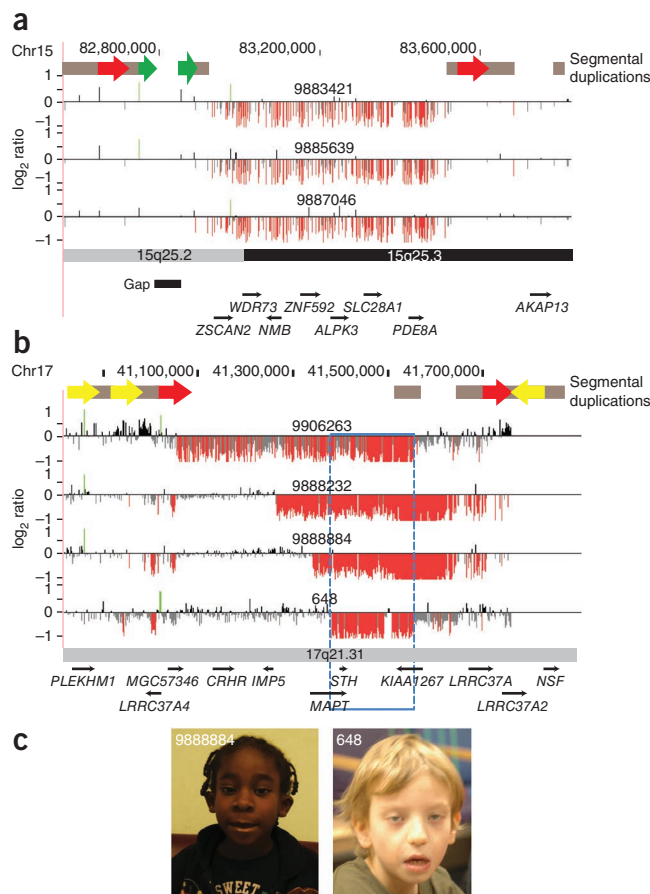 a
Chr15 82,800,000 83,200,000 83,600,000
Segmental duplications
1
0
–1
9883421
1
0
–1
9885639
1
0
–1
9887046
log2 ratio
15q25.2 15q25.3
Gap
WDR73 ZNF592 SLC28A1 AKAP13
ZSCAN2 NMB ALPK3 PDE8A
b
Chr17 41,100,000 41,300,000 41,500,000 41,700,000
Segmental duplications
1
0
–1
9906263
1
0
–1
9888232
1
0
–1
9888884
1
0
–1
648
log2 ratio
17q21.31
PLEKHM1 MGC57346 CRHR IMP5 STH KIAA1267 LRRC37A NSF
LRRC37A4 MAPT LRRC37A2
c
9888884 648
SWEET